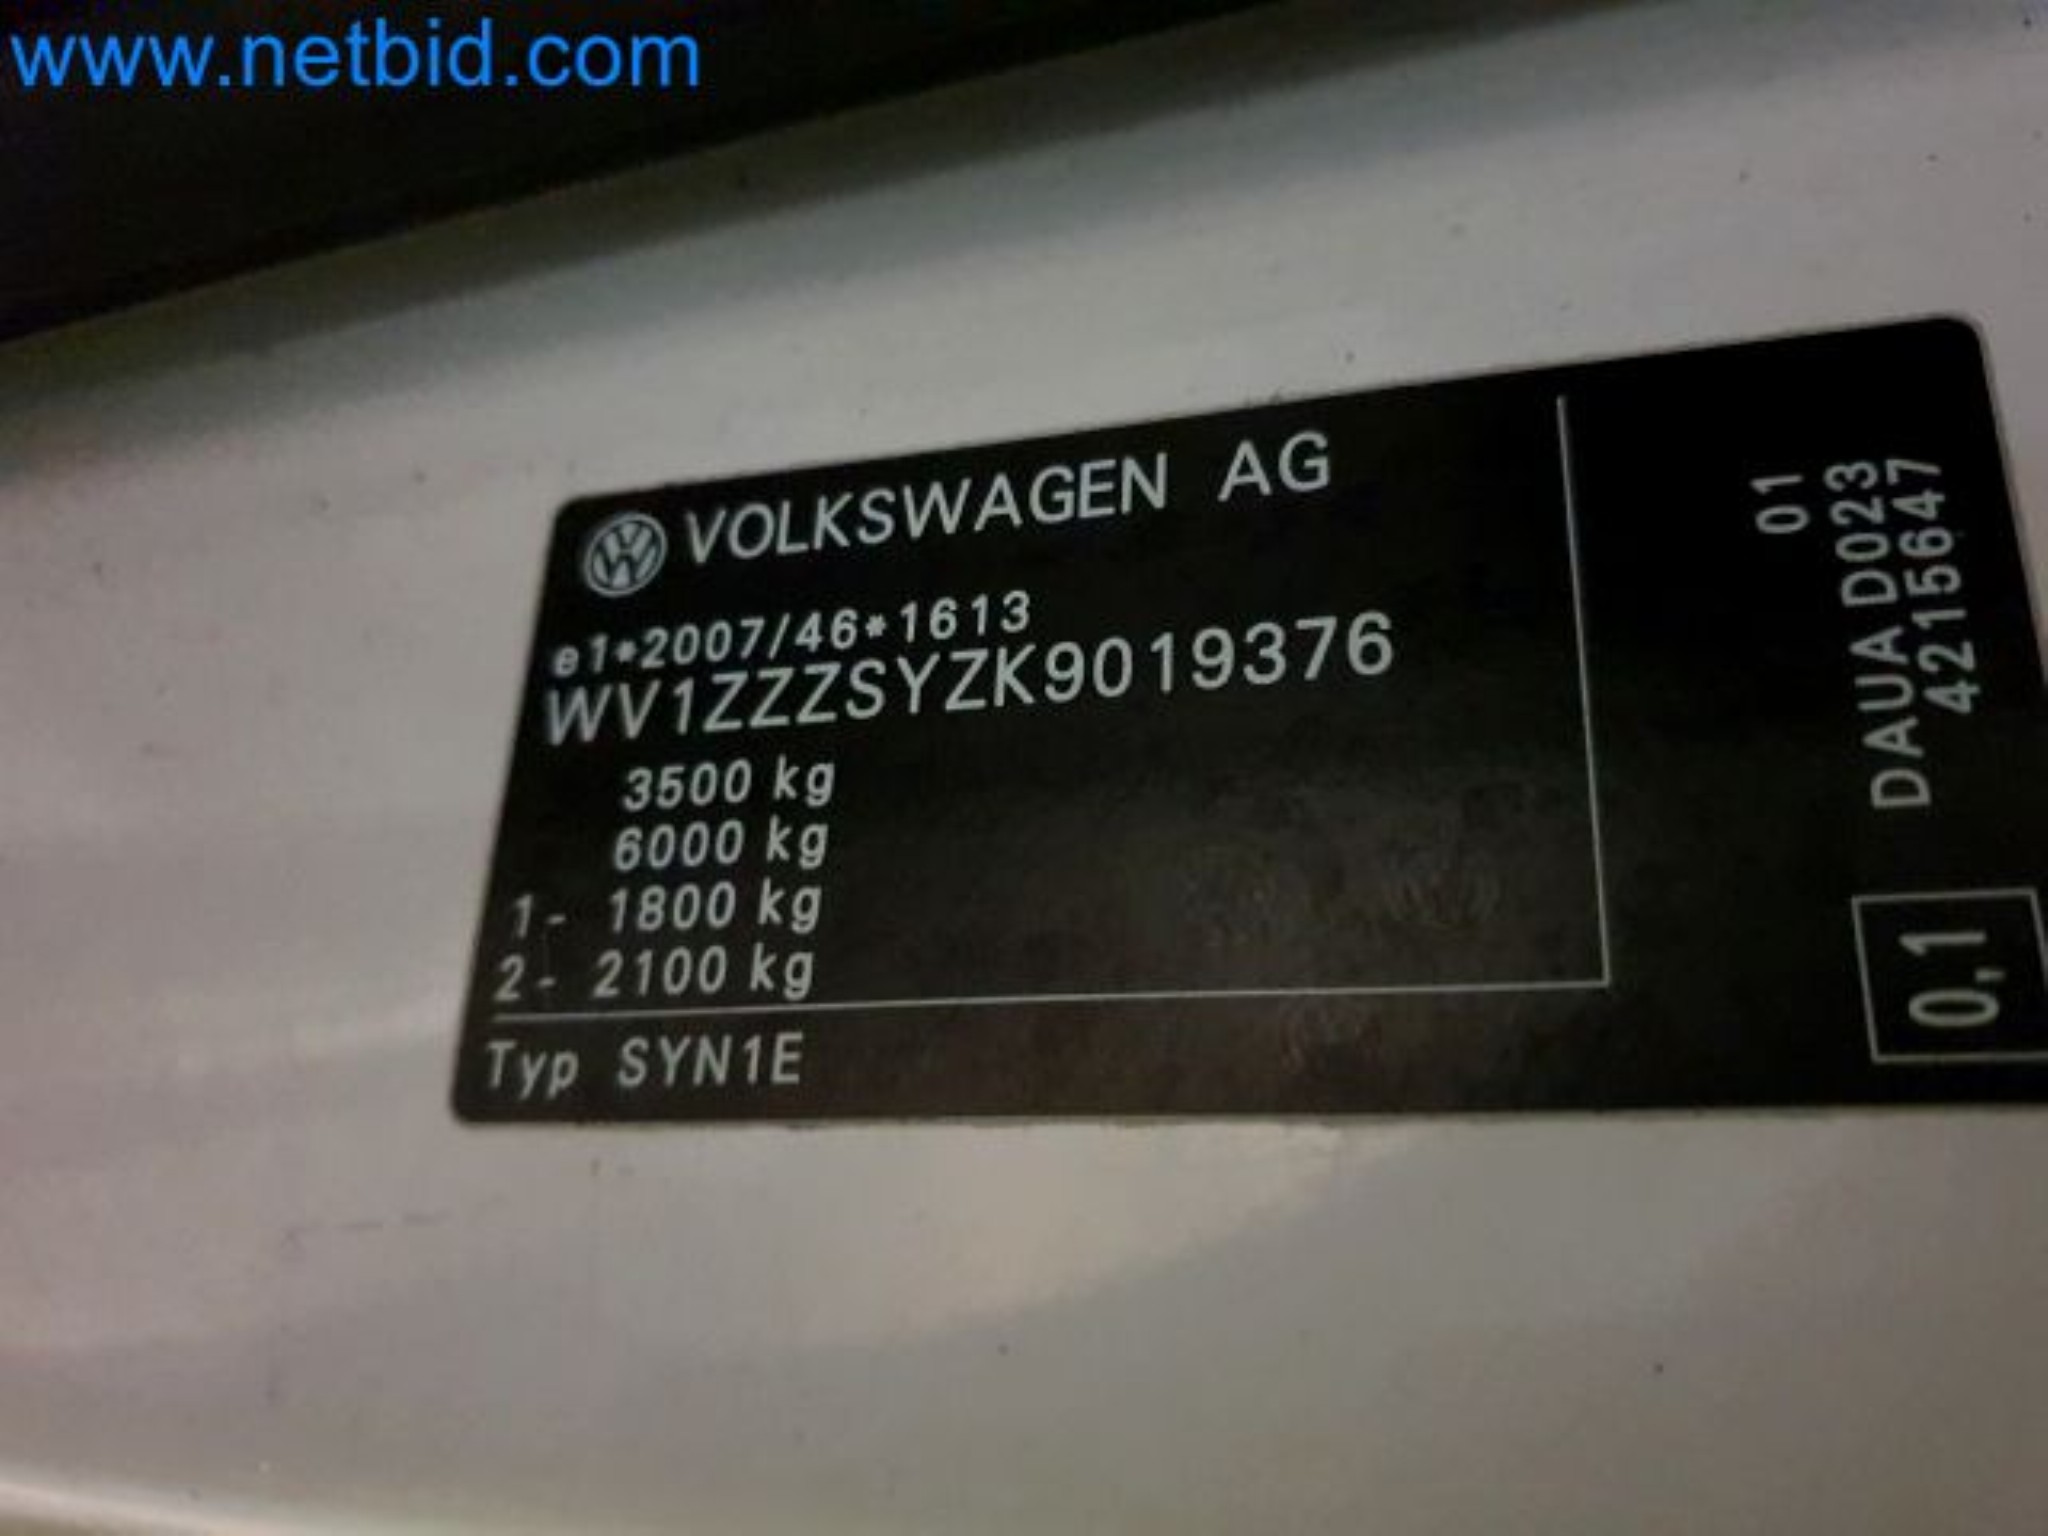 www.netbid.com
VOLKSWAGEN AG
e1*2007/46*1613
WV1ZZZSYZK9019376
3500 kg
6000 kg
1- 1800 kg
2- 2100 kg
Typ SYN1E
01
DAUA D023
4215647
0,1